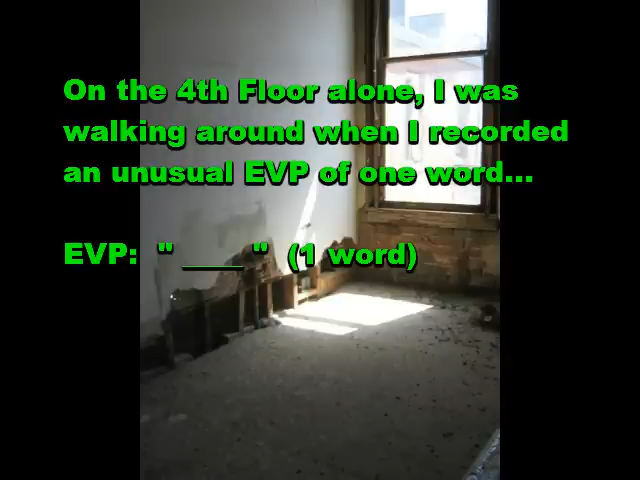 On the 4th Floor alone, I was
walking around when I recorded
an unusual EVP of one word...
EVP: " ____ " (1 word)